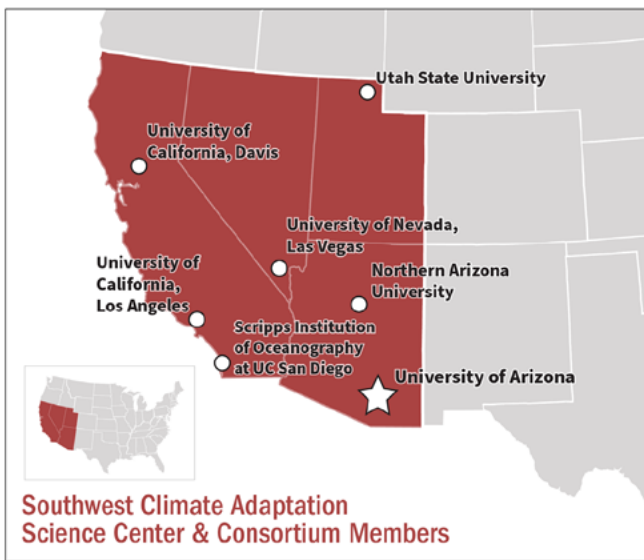 Utah State University
University of
California, Davis
University of Nevada,
Las Vegas
University of
California,
Los Angeles
Northern Arizona
University
Scripps Institution
of Oceanography
at UC San Diego
University of Arizona
Southwest Climate Adaptation
Science Center & Consortium Members